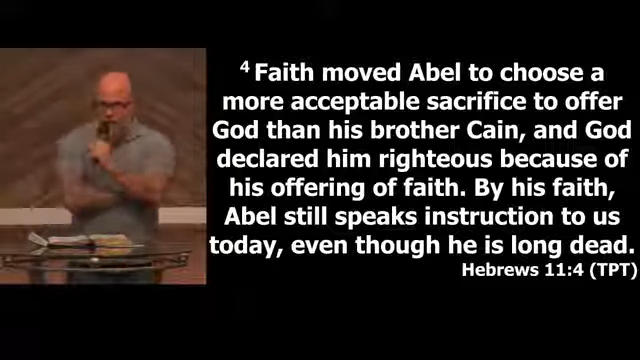 4 Faith moved Abel to choose a
more acceptable sacrifice to offer
God than his brother Cain, and God
declared him righteous because of
his offering of faith. By his faith,
Abel still speaks instruction to us
today, even though he is long dead.
Hebrews 11:4 (TPT)